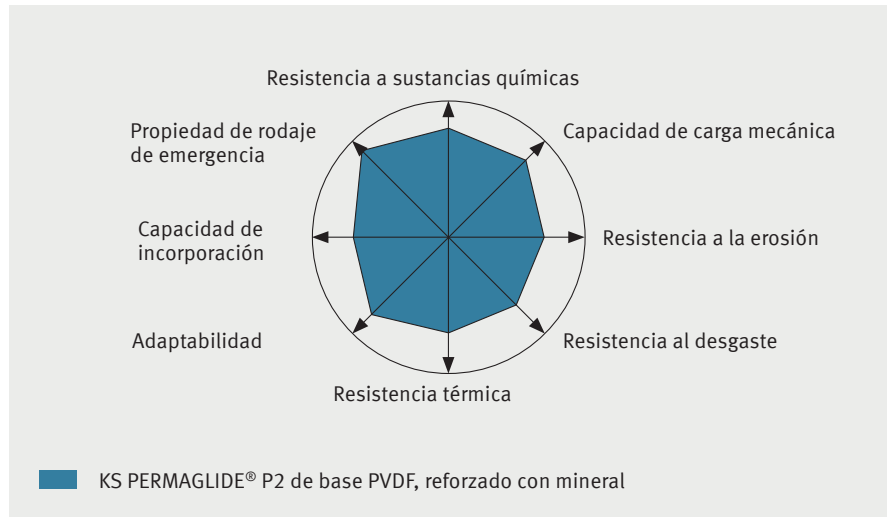 Resistencia a sustancias químicas
Propiedad de rodaje
de emergencia
Capacidad de carga mecánica
Capacidad de
incorporación
Resistencia a la erosión
Adaptabilidad
Resistencia al desgaste
Resistencia térmica
KS PERMAGLIDE® P2 de base PVDF, reforzado con mineral